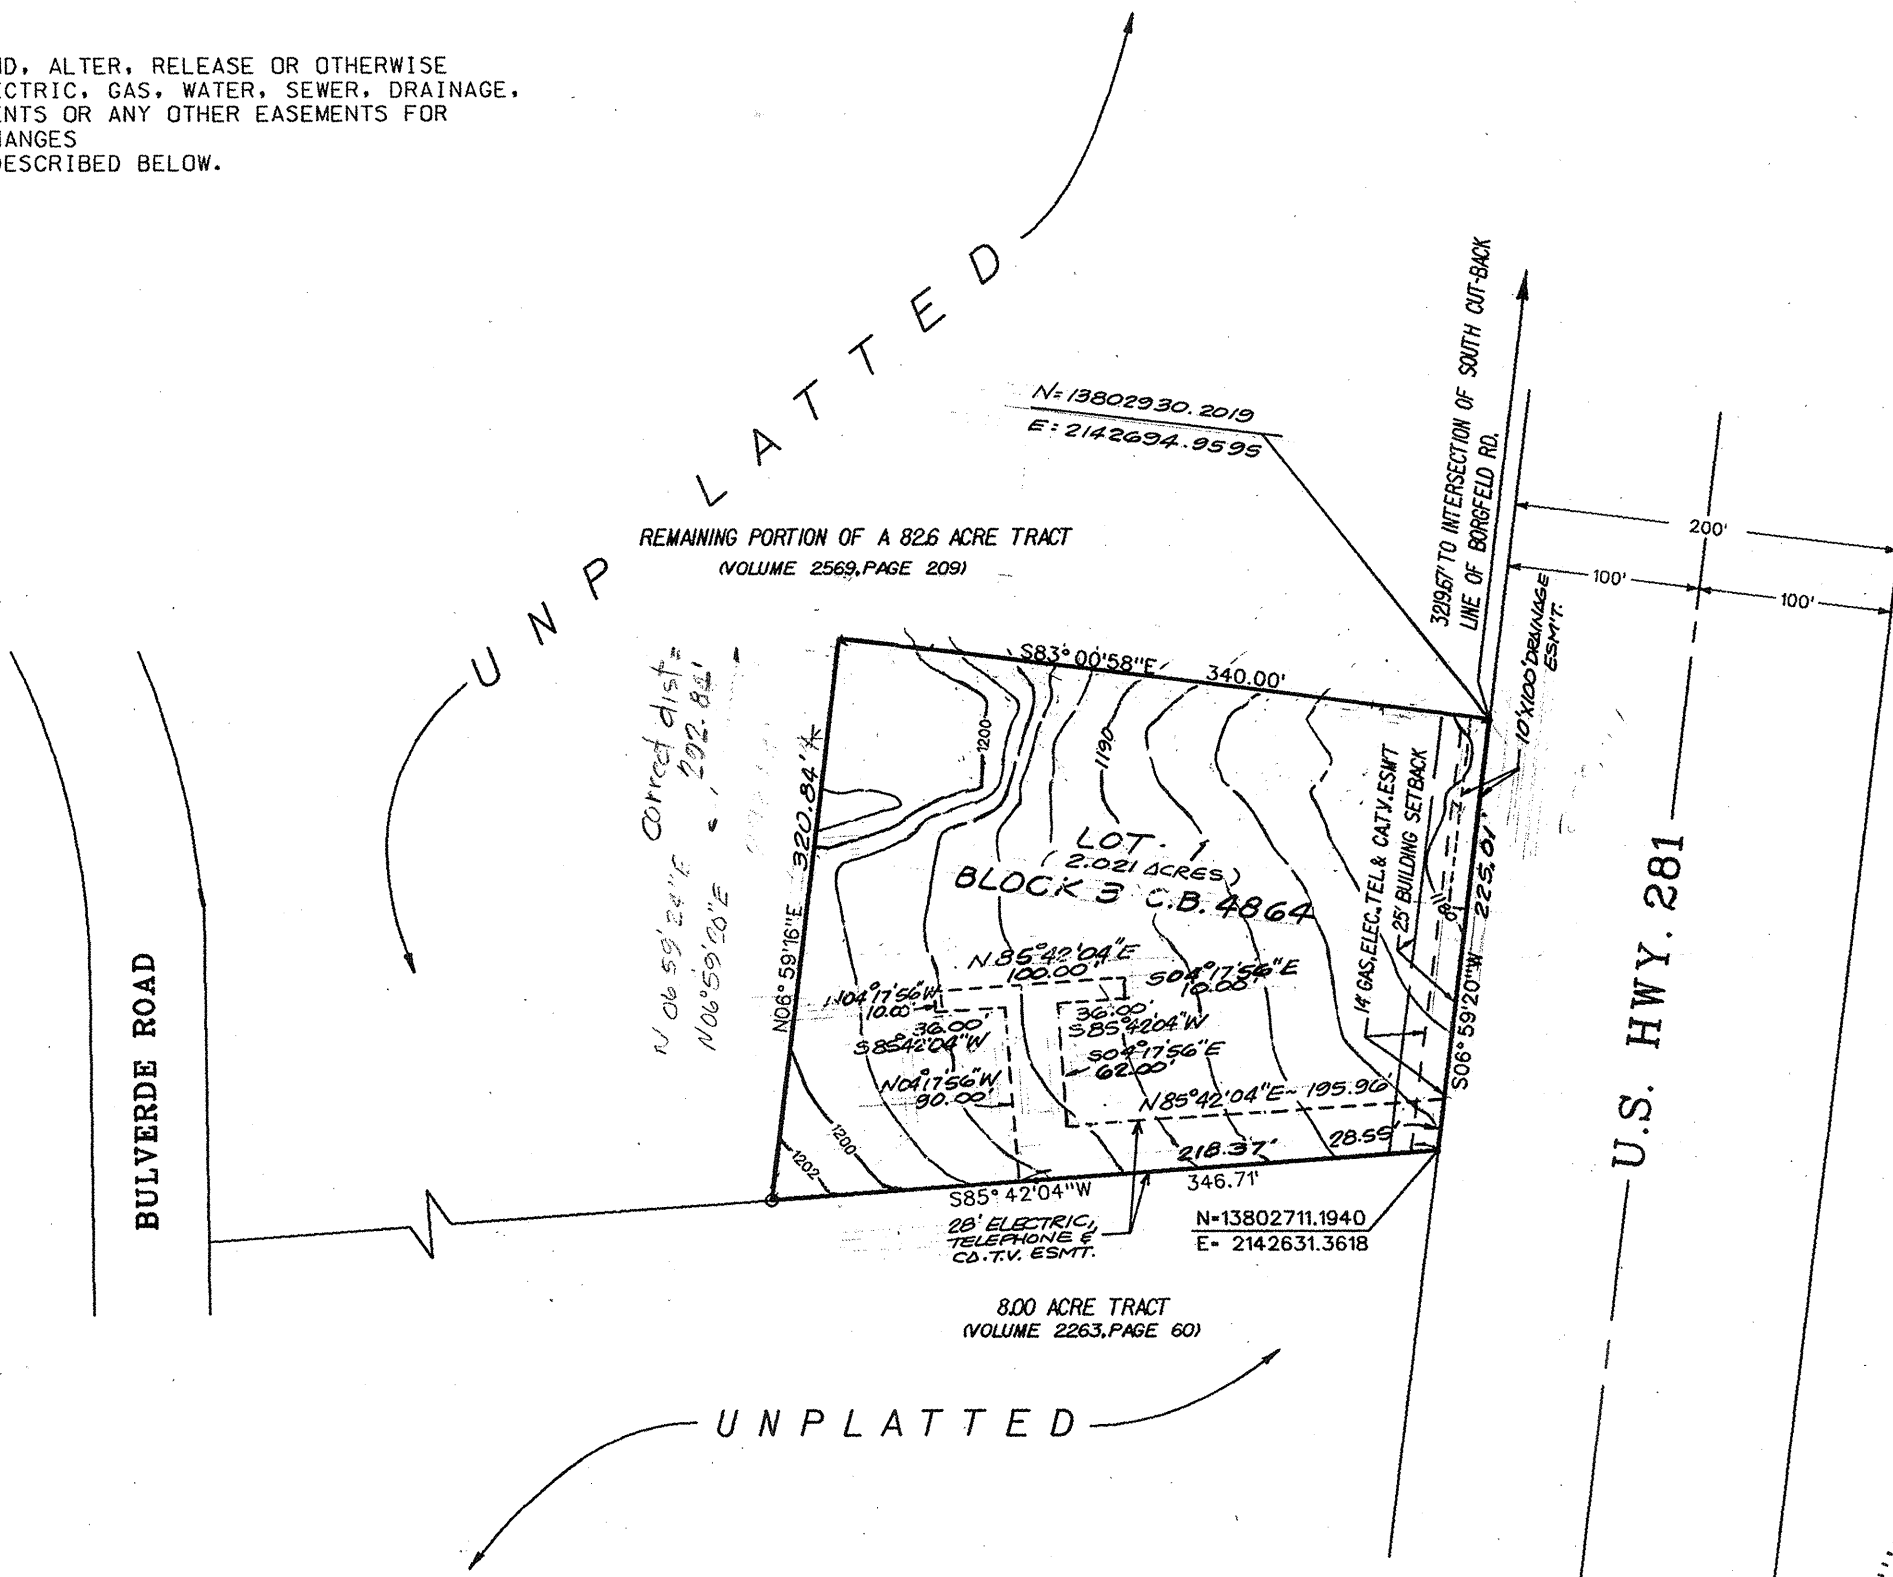 ND, ALTER, RELEASE OR OTHERWISE
ECTRIC, GAS, WATER, SEWER, DRAINAGE,
ENTS OR ANY OTHER EASEMENTS FOR
HANGES
DESCRIBED BELOW.
UNPLATTED
N=13802930.2019
E=2142694.9595
3219.67' TO INTERSECTION OF SOUTH CUT-BACK
LINE OF BORGFELD RD.
200'
100'
100'
REMAINING PORTION OF A 82.6 ACRE TRACT
(VOLUME 2569, PAGE 209)
10'X100' DRAINAGE
ESM'T.
S83°00'58"E
340.00'
Correct dist =
292.81'
N 06 59'24"E
N06°59'20"E
N06°59'16"E 320.84'
1200
1190
LOT 1
(2.021 ACRES)
BLOCK 3 C.B. 4864
14' GAS, ELEC., TEL. & CA.T.V. ESM'T
25' BUILDING SETBACK
S06°59'20"W 225.01'
N85°42'04"E
100.00'
S04°17'56"E
10.00'
N04°17'56"W
10.00'
36.00'
S85°42'04"W
36.00'
S85°42'04"W
S04°17'56"E
62.00'
N04°17'56"W
90.00'
N85°42'04"E 195.96'
1200
1202
218.37'
28.55'
S85°42'04"W
346.71'
28' ELECTRIC,
TELEPHONE &
CA.T.V. ESMT.
N=13802711.1940
E= 2142631.3618
BULVERDE ROAD
U.S. HWY. 281
8.00 ACRE TRACT
(VOLUME 2263, PAGE 60)
UNPLATTED